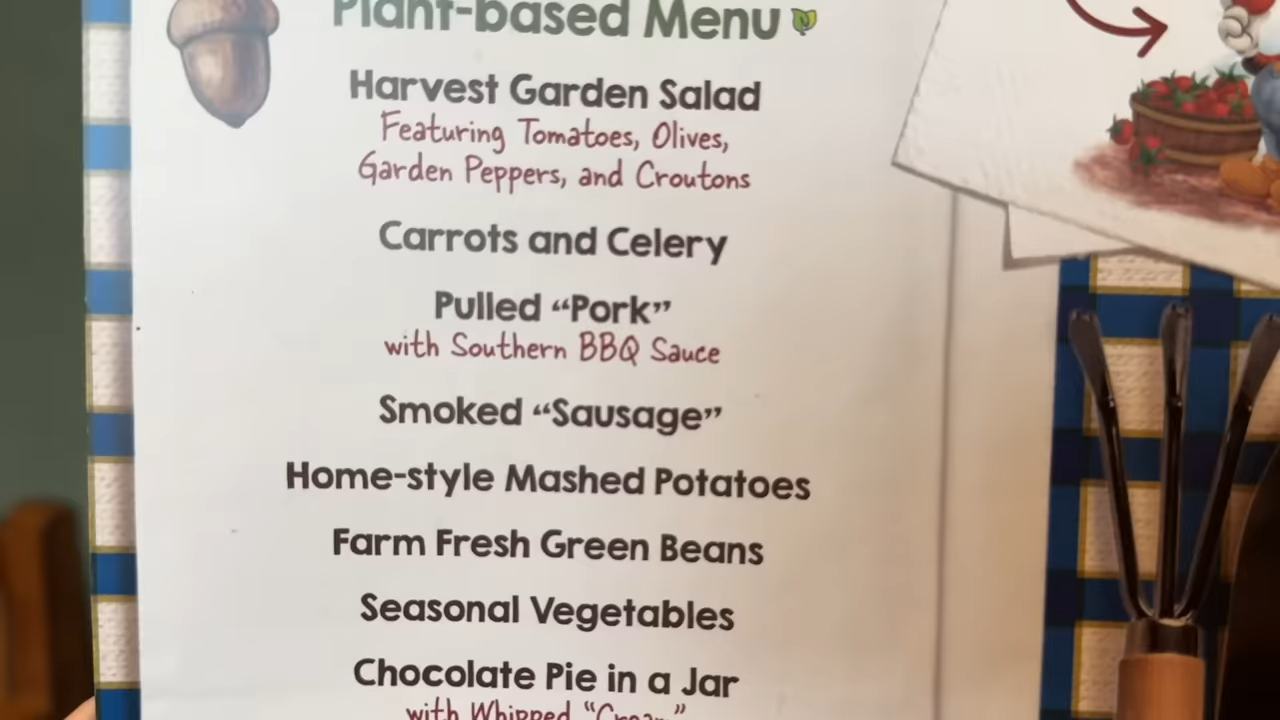 Plant-based Menu
Harvest Garden Salad
Featuring Tomatoes, Olives,
Garden Peppers, and Croutons
Carrots and Celery
Pulled “Pork”
with Southern BBQ Sauce
Smoked “Sausage”
Home-style Mashed Potatoes
Farm Fresh Green Beans
Seasonal Vegetables
Chocolate Pie in a Jar
with Whipped “Cream”